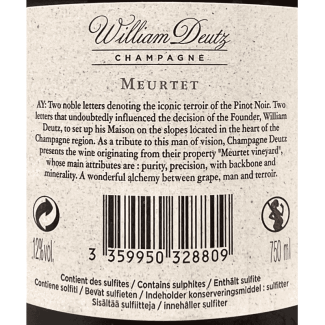 William Deutz
CHAMPAGNE
MEURTET
AY: Two noble letters denoting the iconic terroir of the Pinot Noir. Two
letters that undoubtedly influenced the decision of the Founder, William
Deutz, to set up his Maison on the slopes located in the heart of the
Champagne region. As a tribute to this man of vision, Champagne Deutz
presents the wine originating from their property "Meurtet vineyard",
whose main attributes are : purity, precision, with backbone and
minerality. A wonderful alchemy between grape, man and terroir.
12%vol.
3 359950 328809
750 ml
Contient des sulfites / Contains sulphites / Enthält sulfite
Contiene solfiti / Bevat sulfieten / Indeholder konserveringsmiddel : sulfitter
Sisältää sulfiitteja / innehåller sulfiter